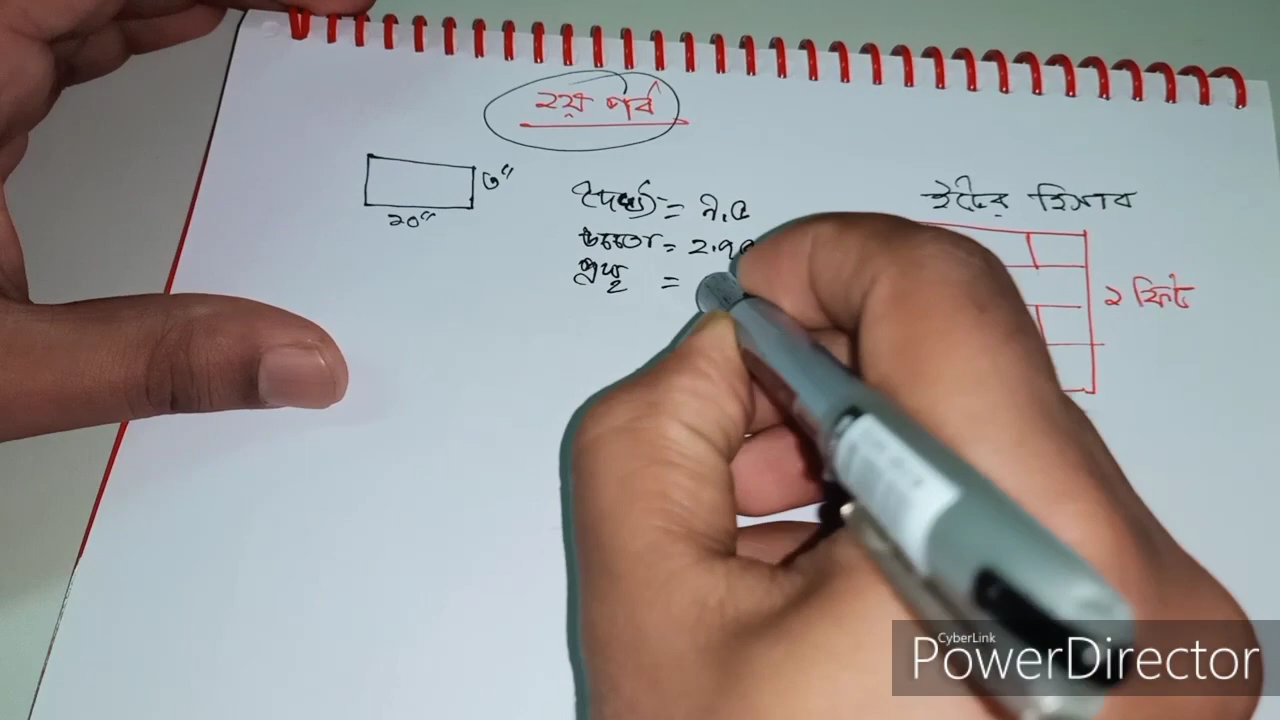 ২য় পর্ব
৩"
১০"
দৈর্ঘ্য = ৯.৫
উচ্চতা = ২.৭৫
প্রস্থ =
ইটের হিসাব
২ ফিট
CyberLink
PowerDirector